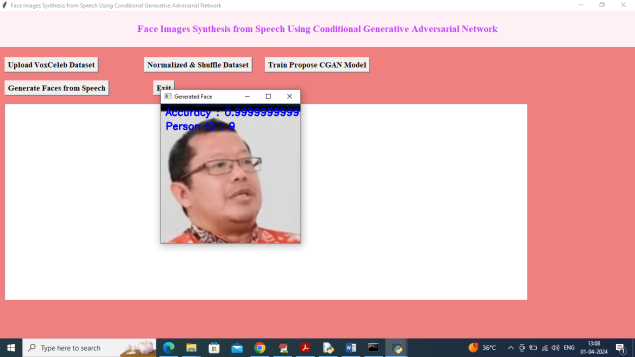 Face Images Synthesis from Speech Using Conditional Generative Adversarial Network
Face Images Synthesis from Speech Using Conditional Generative Adversarial Network
Upload VoxCeleb Dataset
Normalized & Shuffle Dataset
Train Propose CGAN Model
Generate Faces from Speech
Exit
Generated Face
Accuracy : 0.9999999999
Person ID : 9
Type here to search
36°C
ENG
13:08
01-04-2024